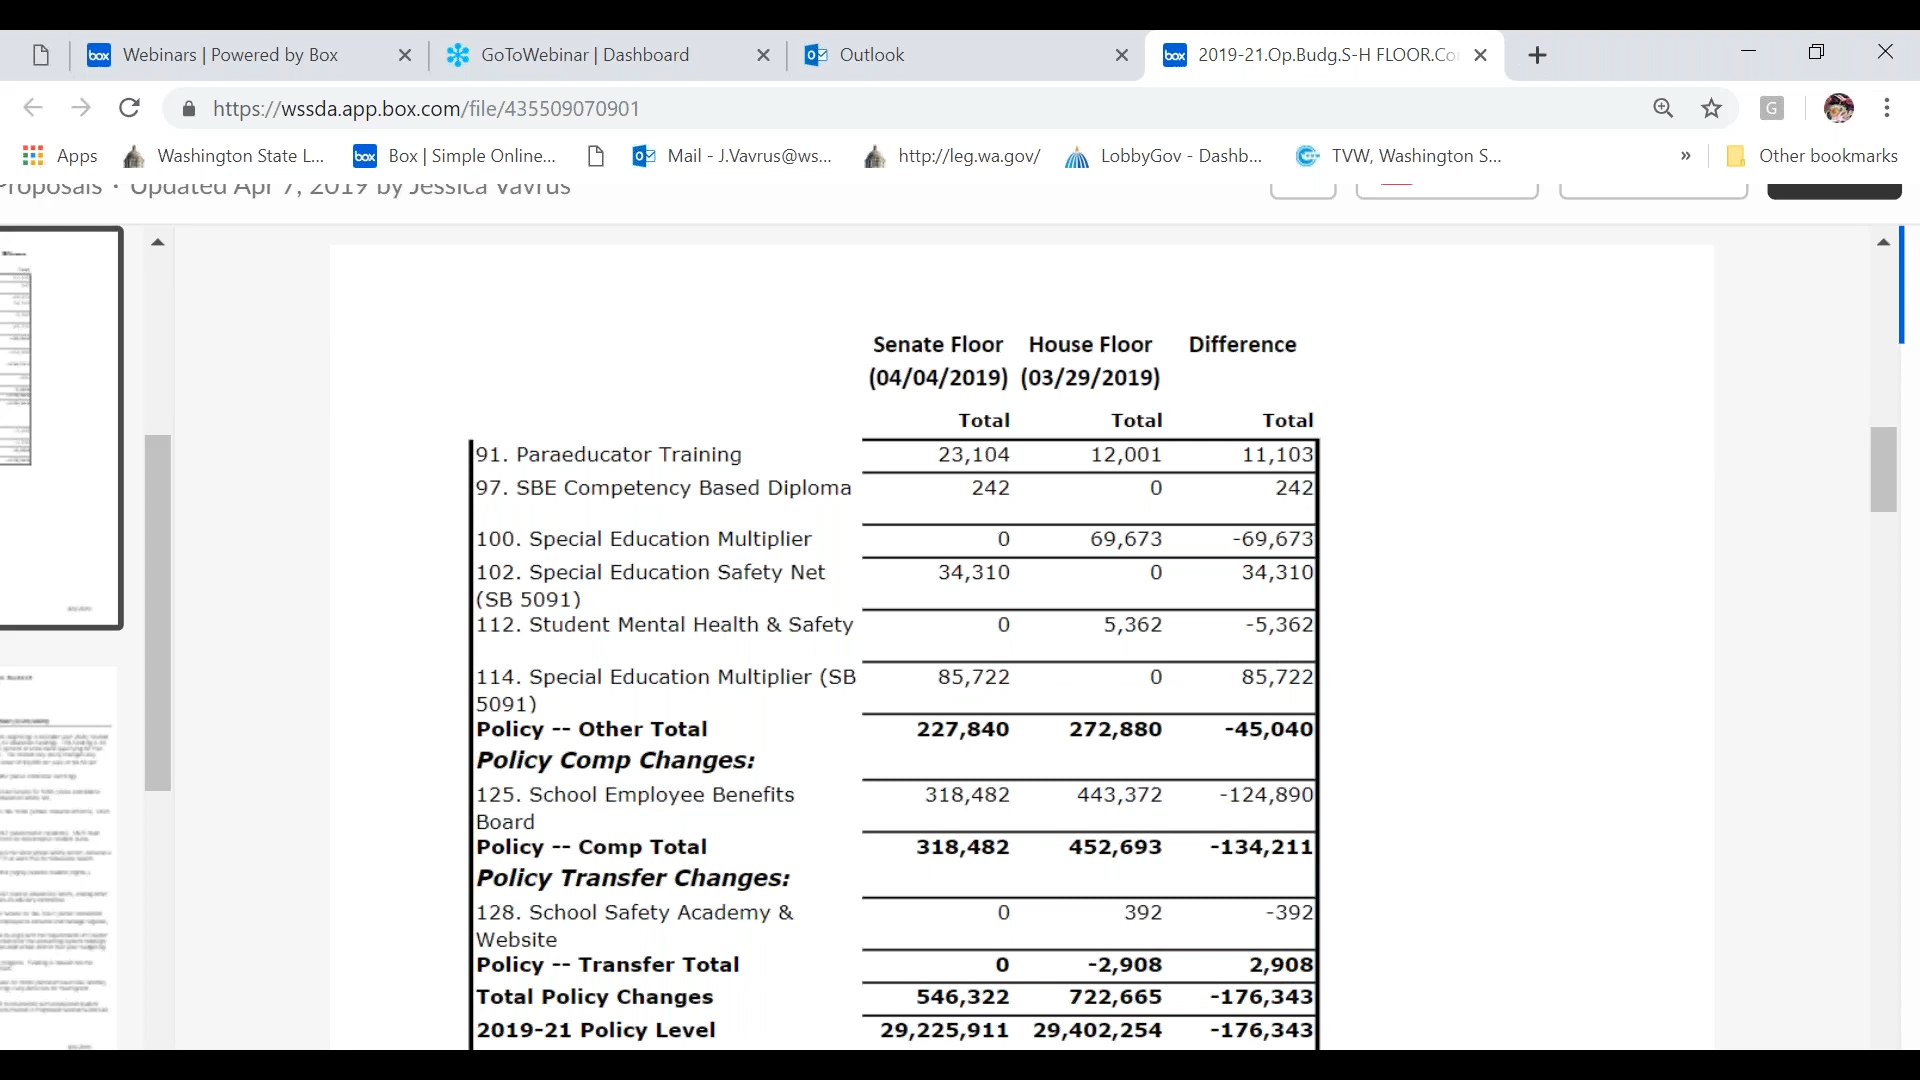 Webinars | Powered by Box
GoToWebinar | Dashboard
Outlook
2019-21.Op.Budg.S-H FLOOR.Co
https://wssda.app.box.com/file/435509070901
G
Apps
Washington State L...
box
Box | Simple Online...
Mail - J.Vavrus@ws...
http://leg.wa.gov/
LobbyGov - Dashb...
TVW, Washington S...
»
Other bookmarks
roposals · Updated Apr 7, 2019 by Jessica Vavrus
Senate Floor House Floor Difference
(04/04/2019) (03/29/2019)
Total Total Total
91. Paraeducator Training 23,104 12,001 11,103
97. SBE Competency Based Diploma 242 0 242
100. Special Education Multiplier 0 69,673 -69,673
102. Special Education Safety Net 34,310 0 34,310
(SB 5091)
112. Student Mental Health & Safety 0 5,362 -5,362
114. Special Education Multiplier (SB 85,722 0 85,722
5091)
Policy -- Other Total 227,840 272,880 -45,040
Policy Comp Changes:
125. School Employee Benefits 318,482 443,372 -124,890
Board
Policy -- Comp Total 318,482 452,693 -134,211
Policy Transfer Changes:
128. School Safety Academy & 0 392 -392
Website
Policy -- Transfer Total 0 -2,908 2,908
Total Policy Changes 546,322 722,665 -176,343
2019-21 Policy Level 29,225,911 29,402,254 -176,343